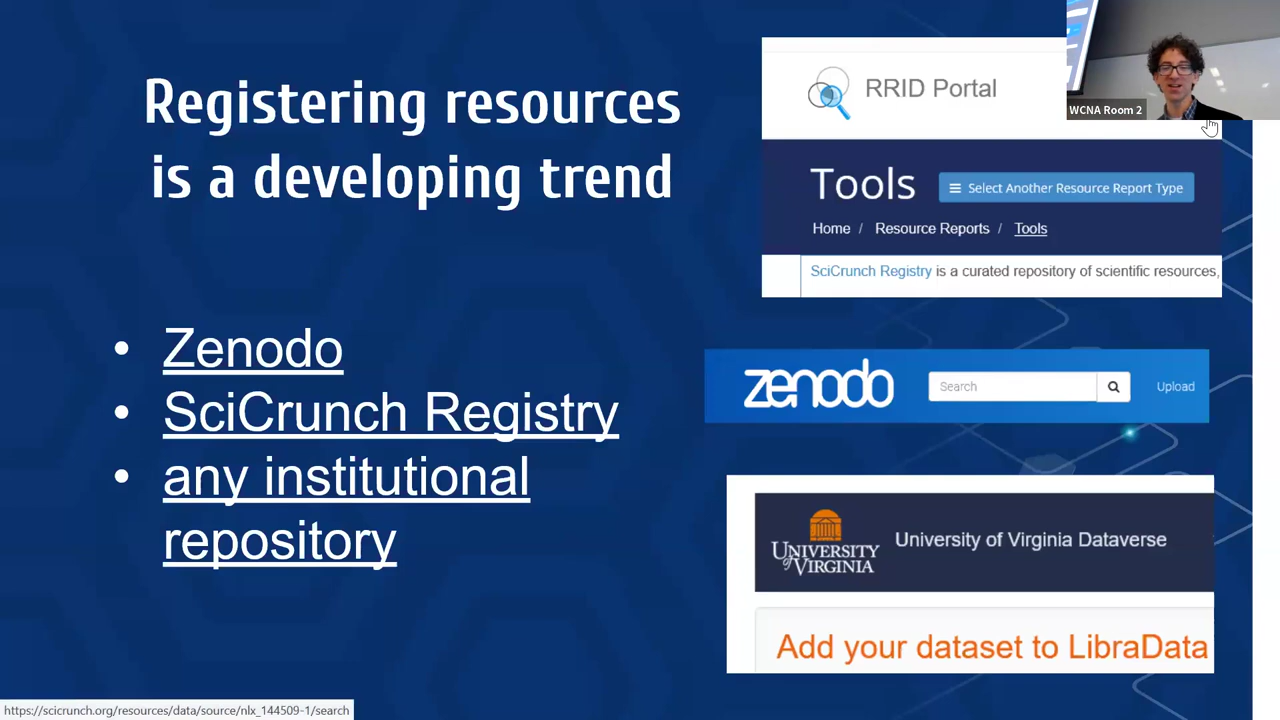 Registering resources
is a developing trend
• Zenodo
• SciCrunch Registry
• any institutional
repository
RRID Portal
WCNA Room 2
Tools
Select Another Resource Report Type
Home / Resource Reports / Tools
SciCrunch Registry is a curated repository of scientific resources,
zenodo
Search
Upload
UNIVERSITY
of VIRGINIA
University of Virginia Dataverse
Add your dataset to LibraData
https://scicrunch.org/resources/data/source/nlx_144509-1/search